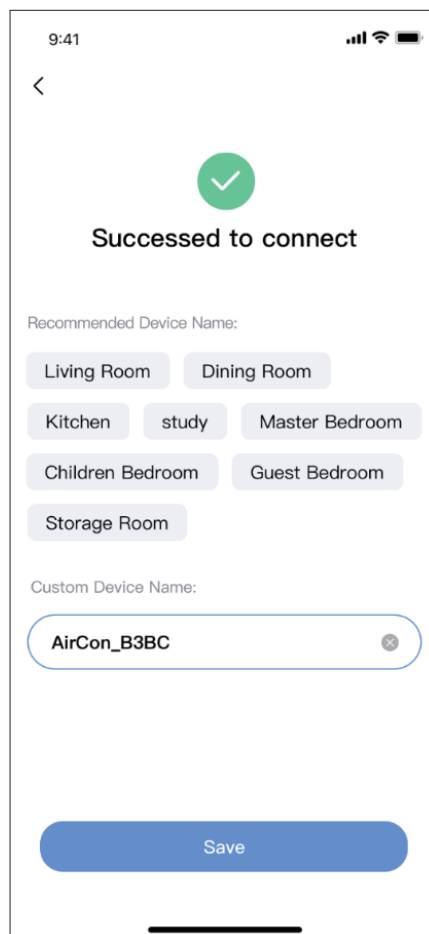 9:41
Successed to connect
Recommended Device Name:
Living Room
Dining Room
Kitchen
study
Master Bedroom
Children Bedroom
Guest Bedroom
Storage Room
Custom Device Name:
AirCon_B3BC
Save